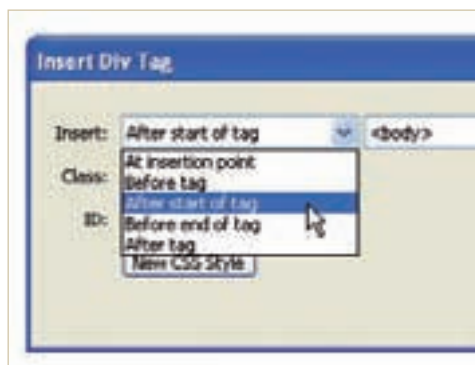 Insert Div Tag
Insert: After start of tag <body>
At insertion point
Class: Before tag
After start of tag
ID: Before end of tag
After tag
New CSS Style